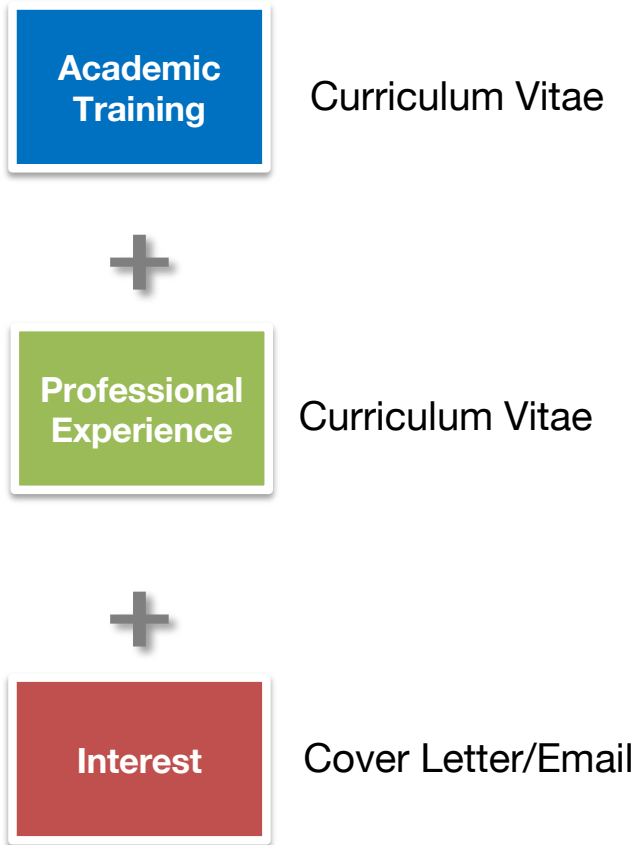 Academic
Training
Curriculum Vitae
+
Professional
Experience
Curriculum Vitae
+
Interest
Cover Letter/Email